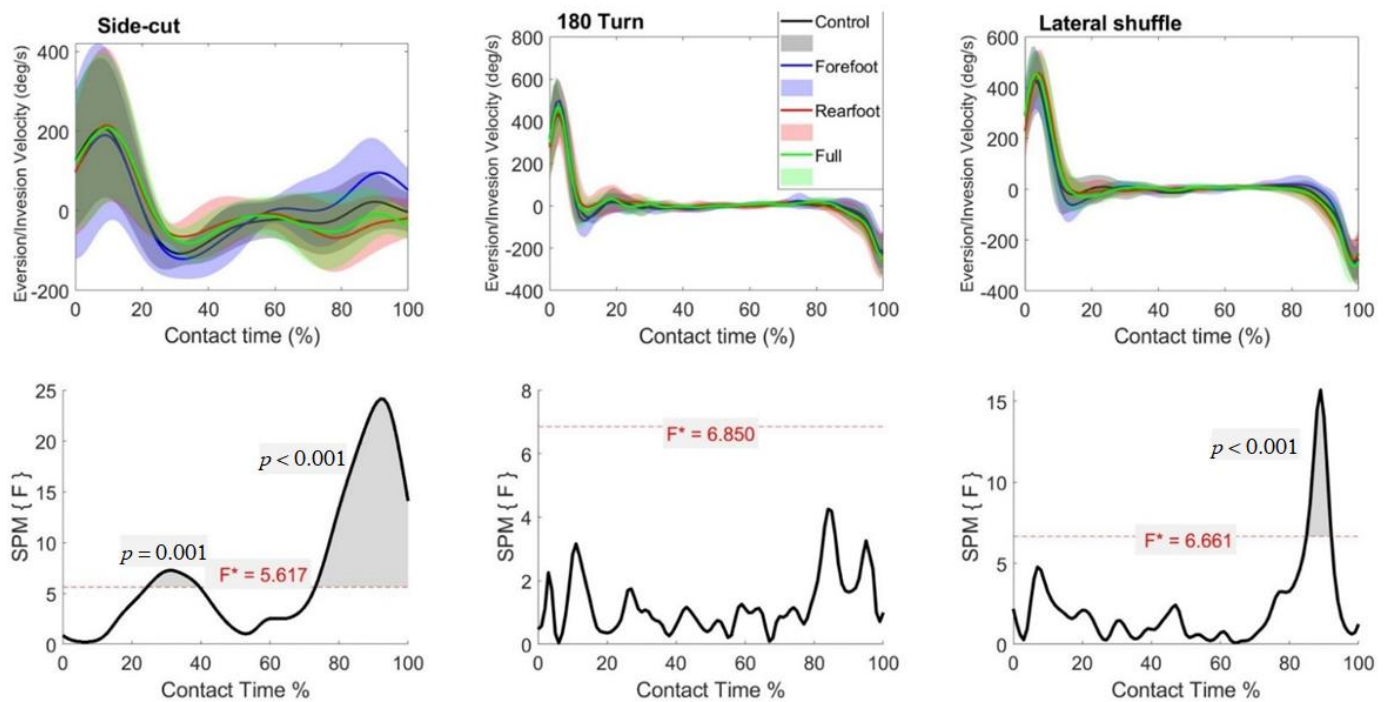 Side-cut
Eversion/Invesion Velocity (deg/s)
400
200
0
-200
0 20 40 60 80 100
Contact time (%)
180 Turn
Eversion/Invesion Velocity (deg/s)
800
600
400
200
0
-200
-400
0 20 40 60 80 100
Contact time (%)
Control
Forefoot
Rearfoot
Full
Lateral shuffle
Eversion/Invesion Velocity (deg/s)
600
400
200
0
-200
-400
0 20 40 60 80 100
Contact time (%)
SPM { F }
25
20
15
10
5
0
p < 0.001
p = 0.001
F* = 5.617
0 20 40 60 80 100
Contact Time %
SPM { F }
8
6
4
2
0
F* = 6.850
0 20 40 60 80 100
Contact Time %
SPM { F }
15
10
5
0
p < 0.001
F* = 6.661
0 20 40 60 80 100
Contact Time %